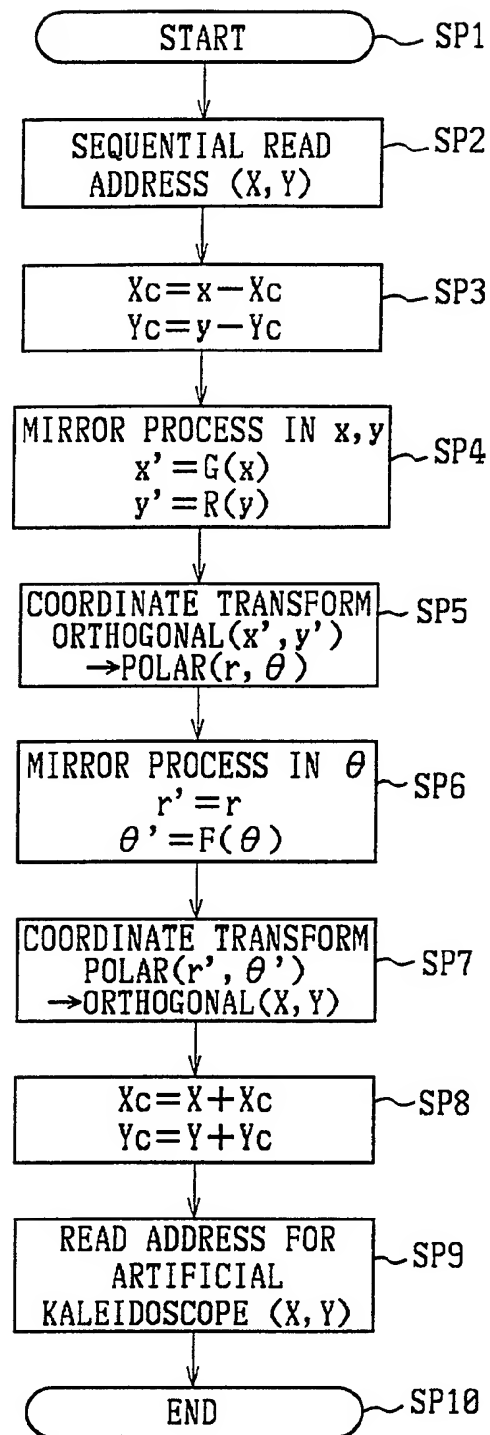 START
SP1
SEQUENTIAL READ
ADDRESS (X,Y)
SP2
Xc=x−Xc
Yc=y−Yc
SP3
MIRROR PROCESS IN x,y
x'=G(x)
y'=R(y)
SP4
COORDINATE TRANSFORM
ORTHOGONAL(x',y')
→POLAR(r,θ)
SP5
MIRROR PROCESS IN θ
r'=r
θ'=F(θ)
SP6
COORDINATE TRANSFORM
POLAR(r',θ')
→ORTHOGONAL(X,Y)
SP7
Xc=X+Xc
Yc=Y+Yc
SP8
READ ADDRESS FOR
ARTIFICIAL
KALEIDOSCOPE (X,Y)
SP9
END
SP10